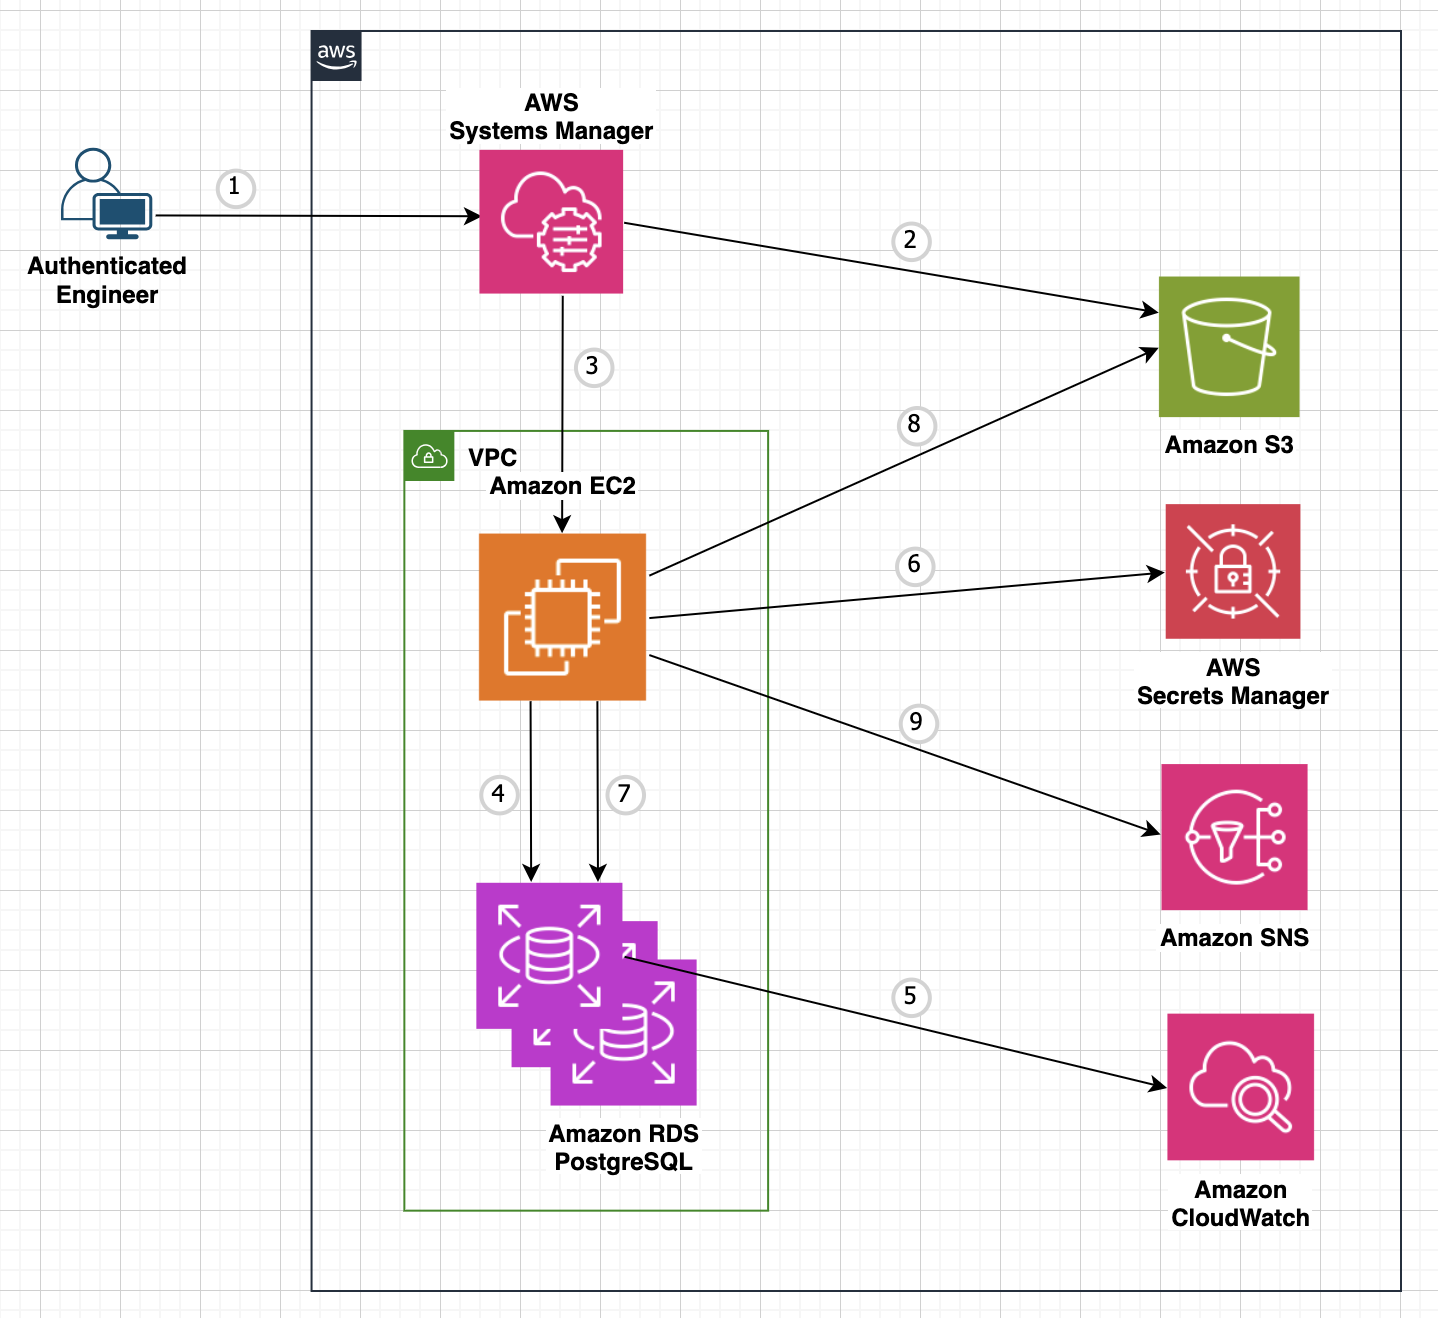 aws
AWS
Systems Manager
1
2
Authenticated
Engineer
3
8
Amazon S3
VPC
Amazon EC2
6
AWS
Secrets Manager
9
4
7
Amazon SNS
5
Amazon RDS
PostgreSQL
Amazon
CloudWatch